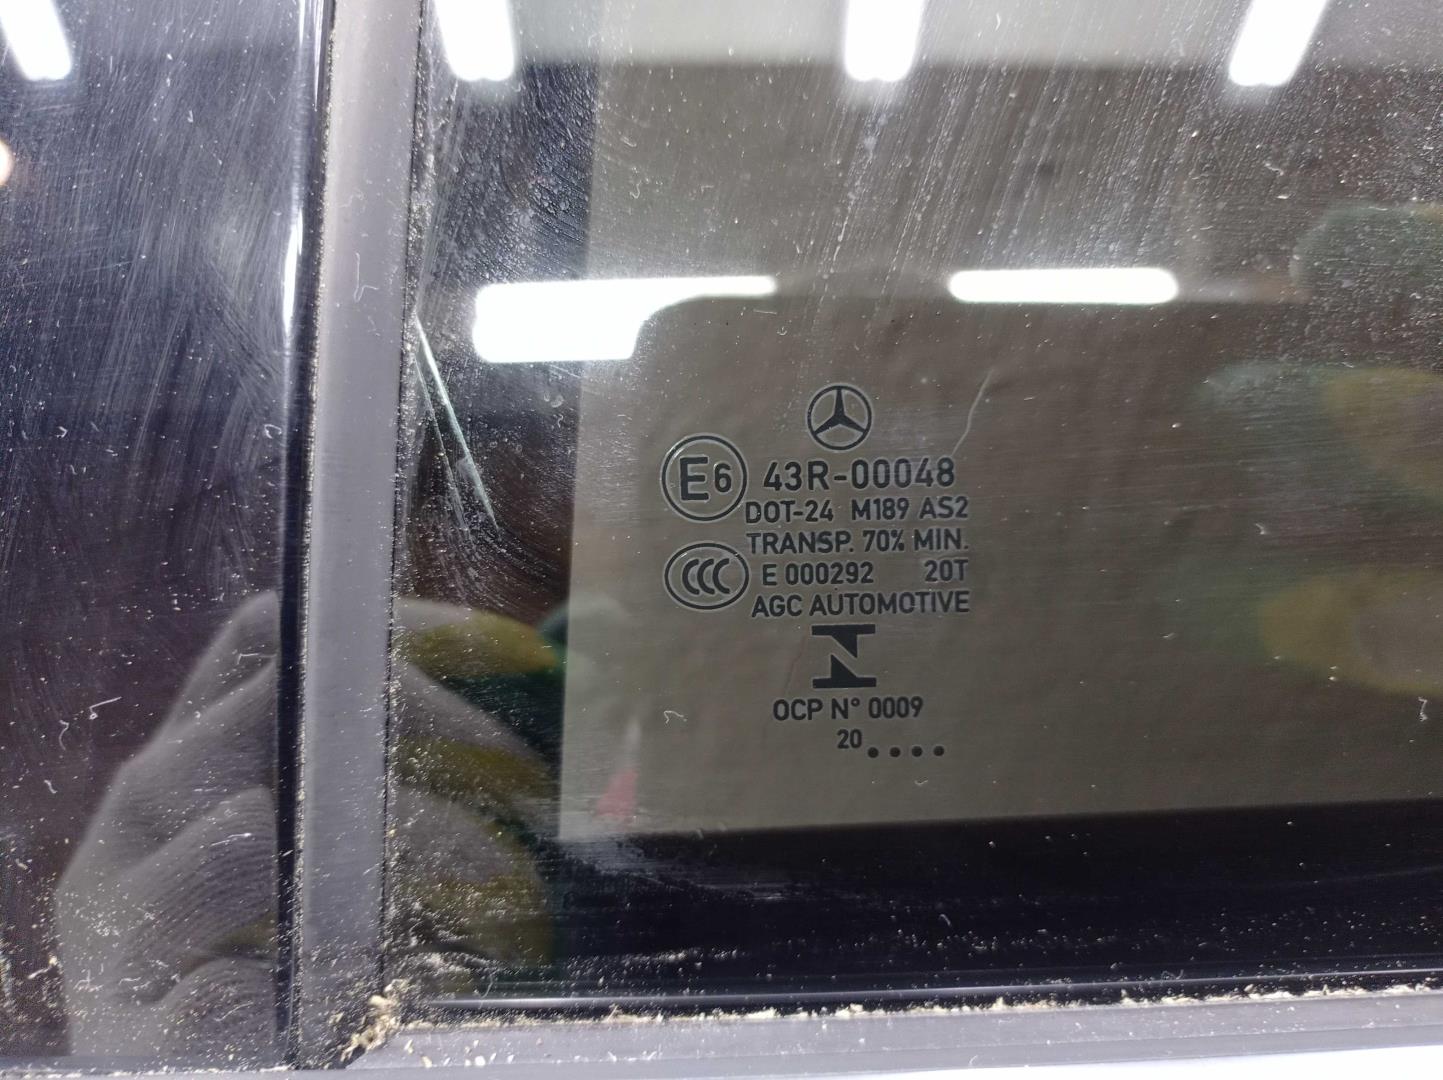 E6 43R-00048
DOT-24 M189 AS2
TRANSP. 70% MIN.
CCC E 000292 20T
AGC AUTOMOTIVE
N
OCP N° 0009
20 ....